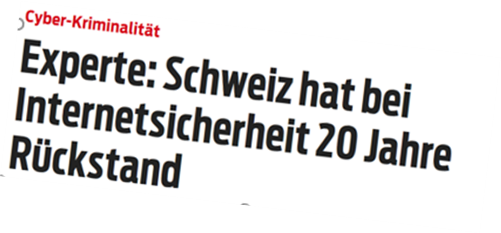 Cyber-Kriminalität
Experte: Schweiz hat bei
Internetsicherheit 20 Jahre
Rückstand